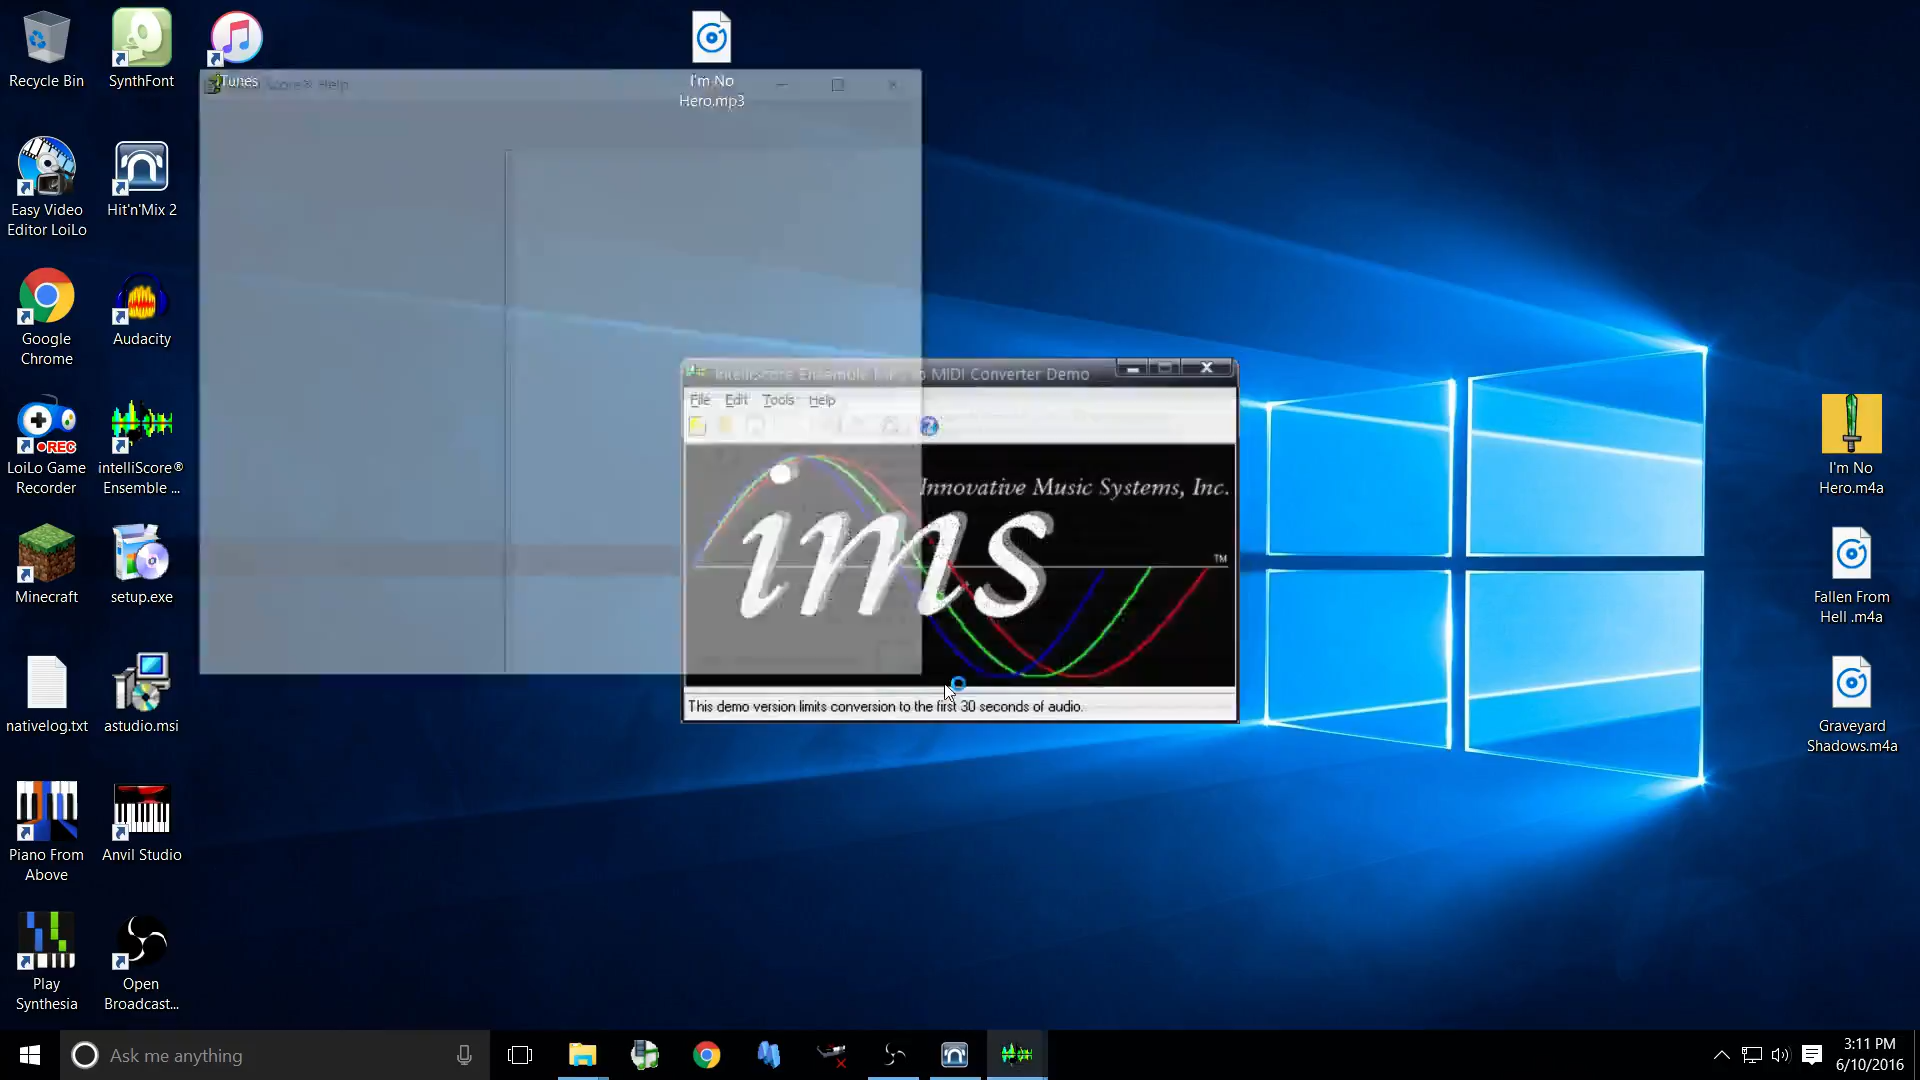 Recycle Bin
SynthFont
iTunes
I'm No
Hero.mp3
Score® Help
Easy Video
Editor LoiLo
Hit'n'Mix 2
Google
Chrome
Audacity
intelliScore Ensemble
MIDI Converter Demo
File Edit Tools Help
Innovative Music Systems, Inc.
ims
TM
This demo version limits conversion to the first 30 seconds of audio.
REC
LoiLo Game
Recorder
intelliScore®
Ensemble ...
I'm No
Hero.m4a
Minecraft
setup.exe
Fallen From
Hell .m4a
nativelog.txt
astudio.msi
Graveyard
Shadows.m4a
Piano From
Above
Anvil Studio
Play
Synthesia
Open
Broadcast...
Ask me anything
3:11 PM
6/10/2016